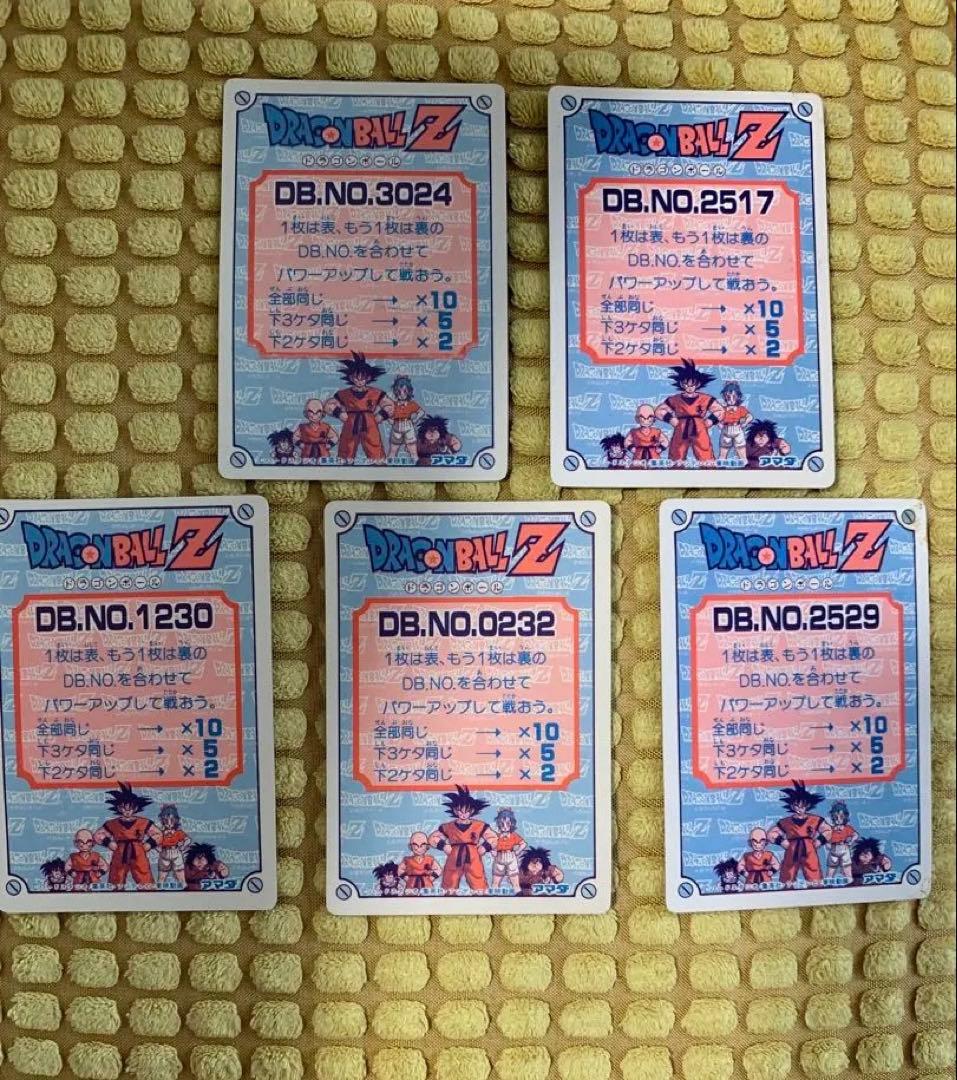 DRAGONBALL Z
ドラゴンボール
DB.NO.3024
1枚は表、もう1枚は裏の
DB.NO.を合わせて
パワーアップして戦おう。
全部同じ → ×10
下3ケタ同じ → ×5
下2ケタ同じ → ×2
アマダ
DRAGONBALL Z
ドラゴンボール
DB.NO.2517
1枚は表、もう1枚は裏の
DB.NO.を合わせて
パワーアップして戦おう。
全部同じ → ×10
下3ケタ同じ → ×5
下2ケタ同じ → ×2
アマダ
DRAGONBALL Z
ドラゴンボール
DB.NO.1230
1枚は表、もう1枚は裏の
DB.NO.を合わせて
パワーアップして戦おう。
全部同じ → ×10
下3ケタ同じ → ×5
下2ケタ同じ → ×2
アマダ
DRAGONBALL Z
ドラゴンボール
DB.NO.0232
1枚は表、もう1枚は裏の
DB.NO.を合わせて
パワーアップして戦おう。
全部同じ → ×10
下3ケタ同じ → ×5
下2ケタ同じ → ×2
アマダ
DRAGONBALL Z
ドラゴンボール
DB.NO.2529
1枚は表、もう1枚は裏の
DB.NO.を合わせて
パワーアップして戦おう。
全部同じ → ×10
下3ケタ同じ → ×5
下2ケタ同じ → ×2
アマダ